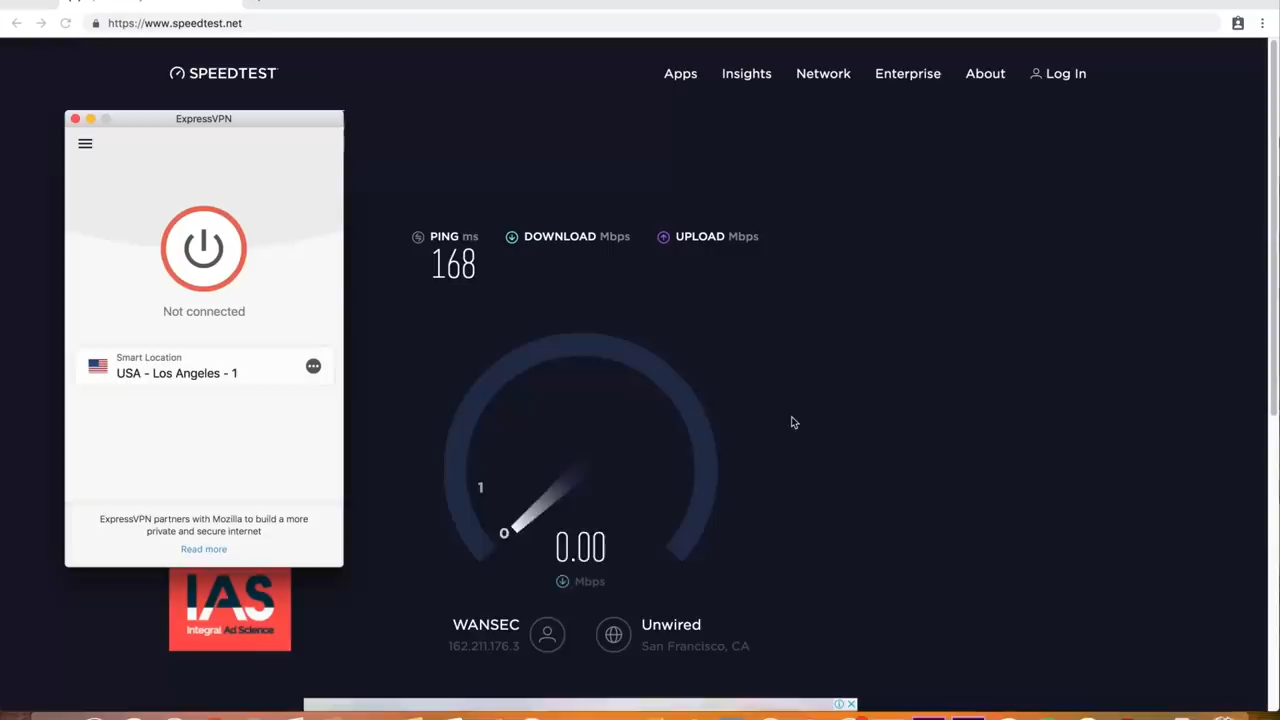 https://www.speedtest.net
SPEEDTEST
Apps Insights Network Enterprise About Log In
ExpressVPN
Not connected
Smart Location
USA - Los Angeles - 1
ExpressVPN partners with Mozilla to build a more
private and secure internet
Read more
IAS
Integral Ad Science
PING ms DOWNLOAD Mbps UPLOAD Mbps
168
1
0
0.00
Mbps
WANSEC
162.211.176.3
Unwired
San Francisco, CA